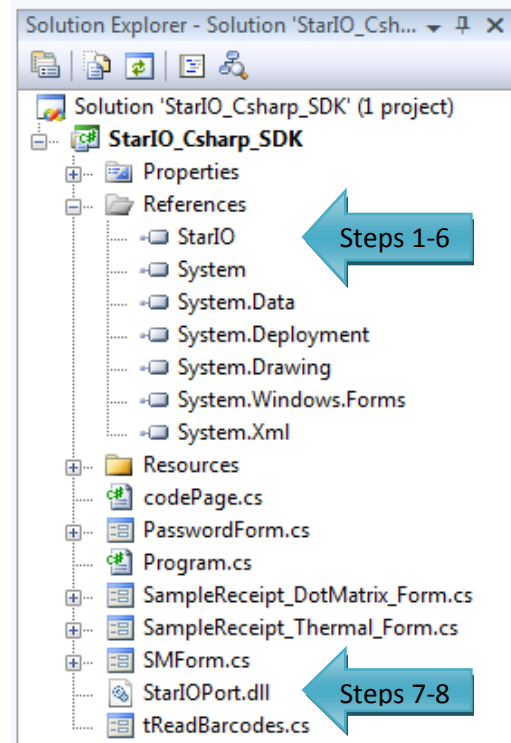 Solution Explorer - Solution 'StarIO_Csh...
Solution 'StarIO_Csharp_SDK' (1 project)
StarIO_Csharp_SDK
Properties
References
StarIO
Steps 1-6
System
System.Data
System.Deployment
System.Drawing
System.Windows.Forms
System.Xml
Resources
codePage.cs
PasswordForm.cs
Program.cs
SampleReceipt_DotMatrix_Form.cs
SampleReceipt_Thermal_Form.cs
SMForm.cs
StarIOPort.dll
Steps 7-8
tReadBarcodes.cs